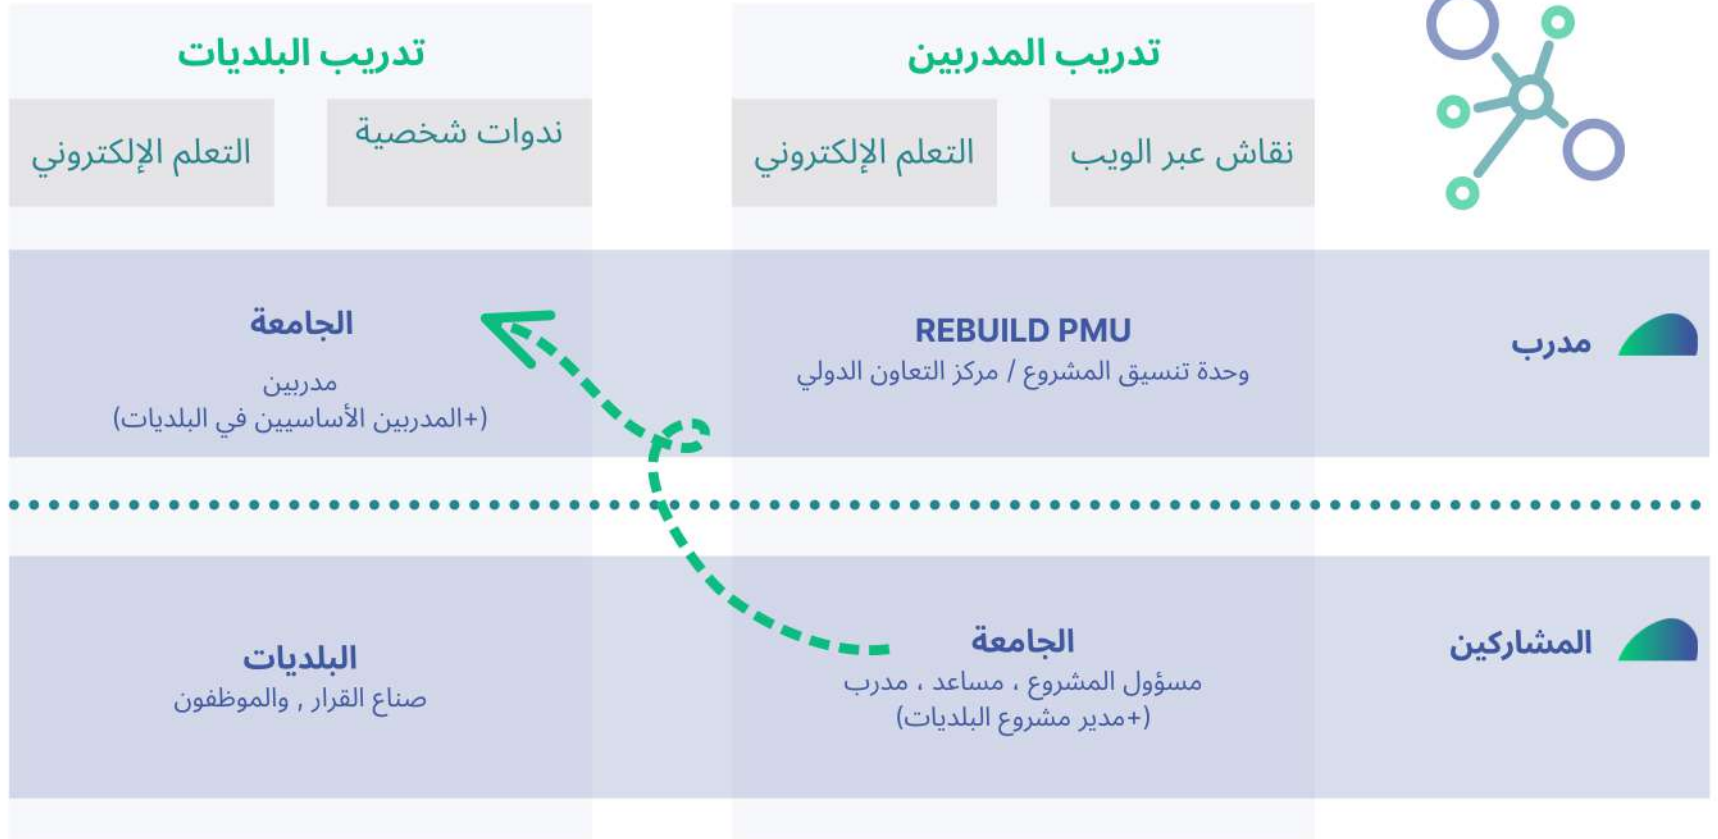 تدريب المدربين
تدريب البلديات
نقاش عبر الويب
التعلم الإلكتروني
ندوات شخصية
التعلم الإلكتروني
مدرب
REBUILD PMU
وحدة تنسيق المشروع / مركز التعاون الدولي
الجامعة
مدربين
(+المدربين الأساسيين في البلديات)
المشاركين
الجامعة
مسؤول المشروع ، مساعد ، مدرب
(+مدير مشروع البلديات)
البلديات
صناع القرار , والموظفون